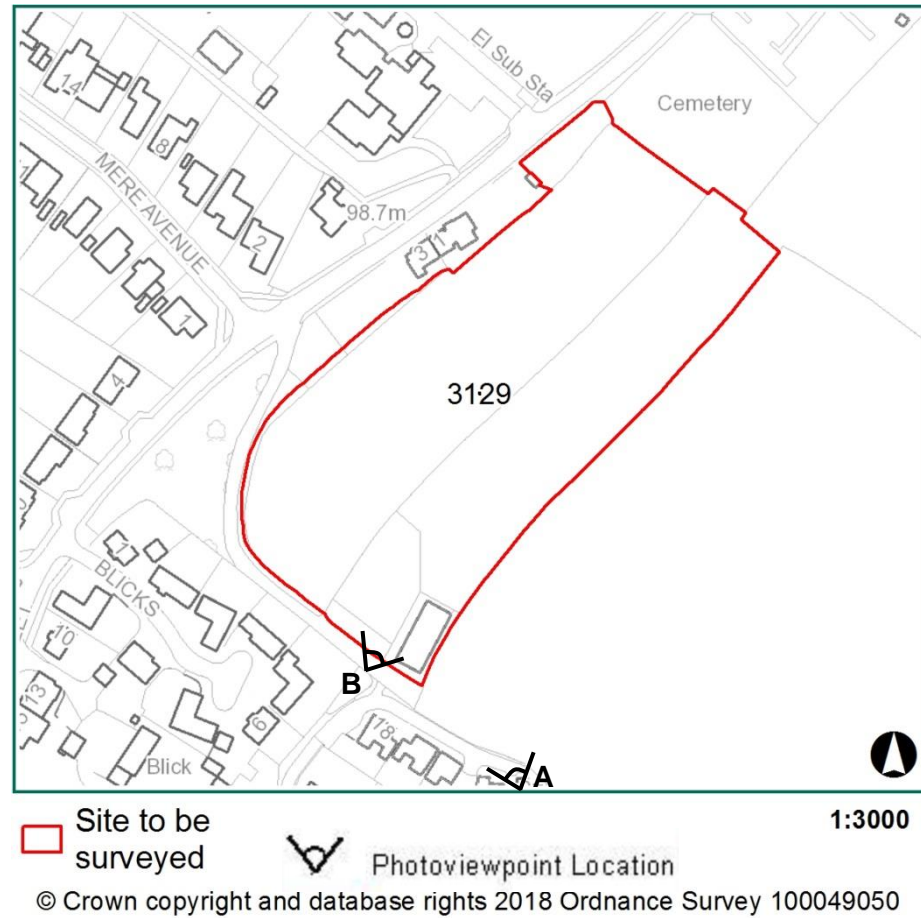 El Sub Sta
Cemetery
14
8
MERE AVENUE
2
98.7m
3
1
1
4
3129
1
BLICKS
10
B
13
6
18
Blick
A
Site to be
surveyed
1:3000
Photoviewpoint Location
© Crown copyright and database rights 2018 Ordnance Survey 100049050